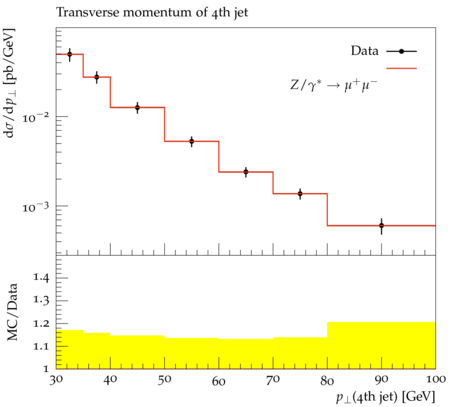 Transverse momentum of 4th jet
dσ/dp⊥ [pb/GeV]
Data
Z/γ* → μ+μ−
10−2
10−3
MC/Data
1.4
1.3
1.2
1.1
1
30 40 50 60 70 80 90 100
p⊥(4th jet) [GeV]